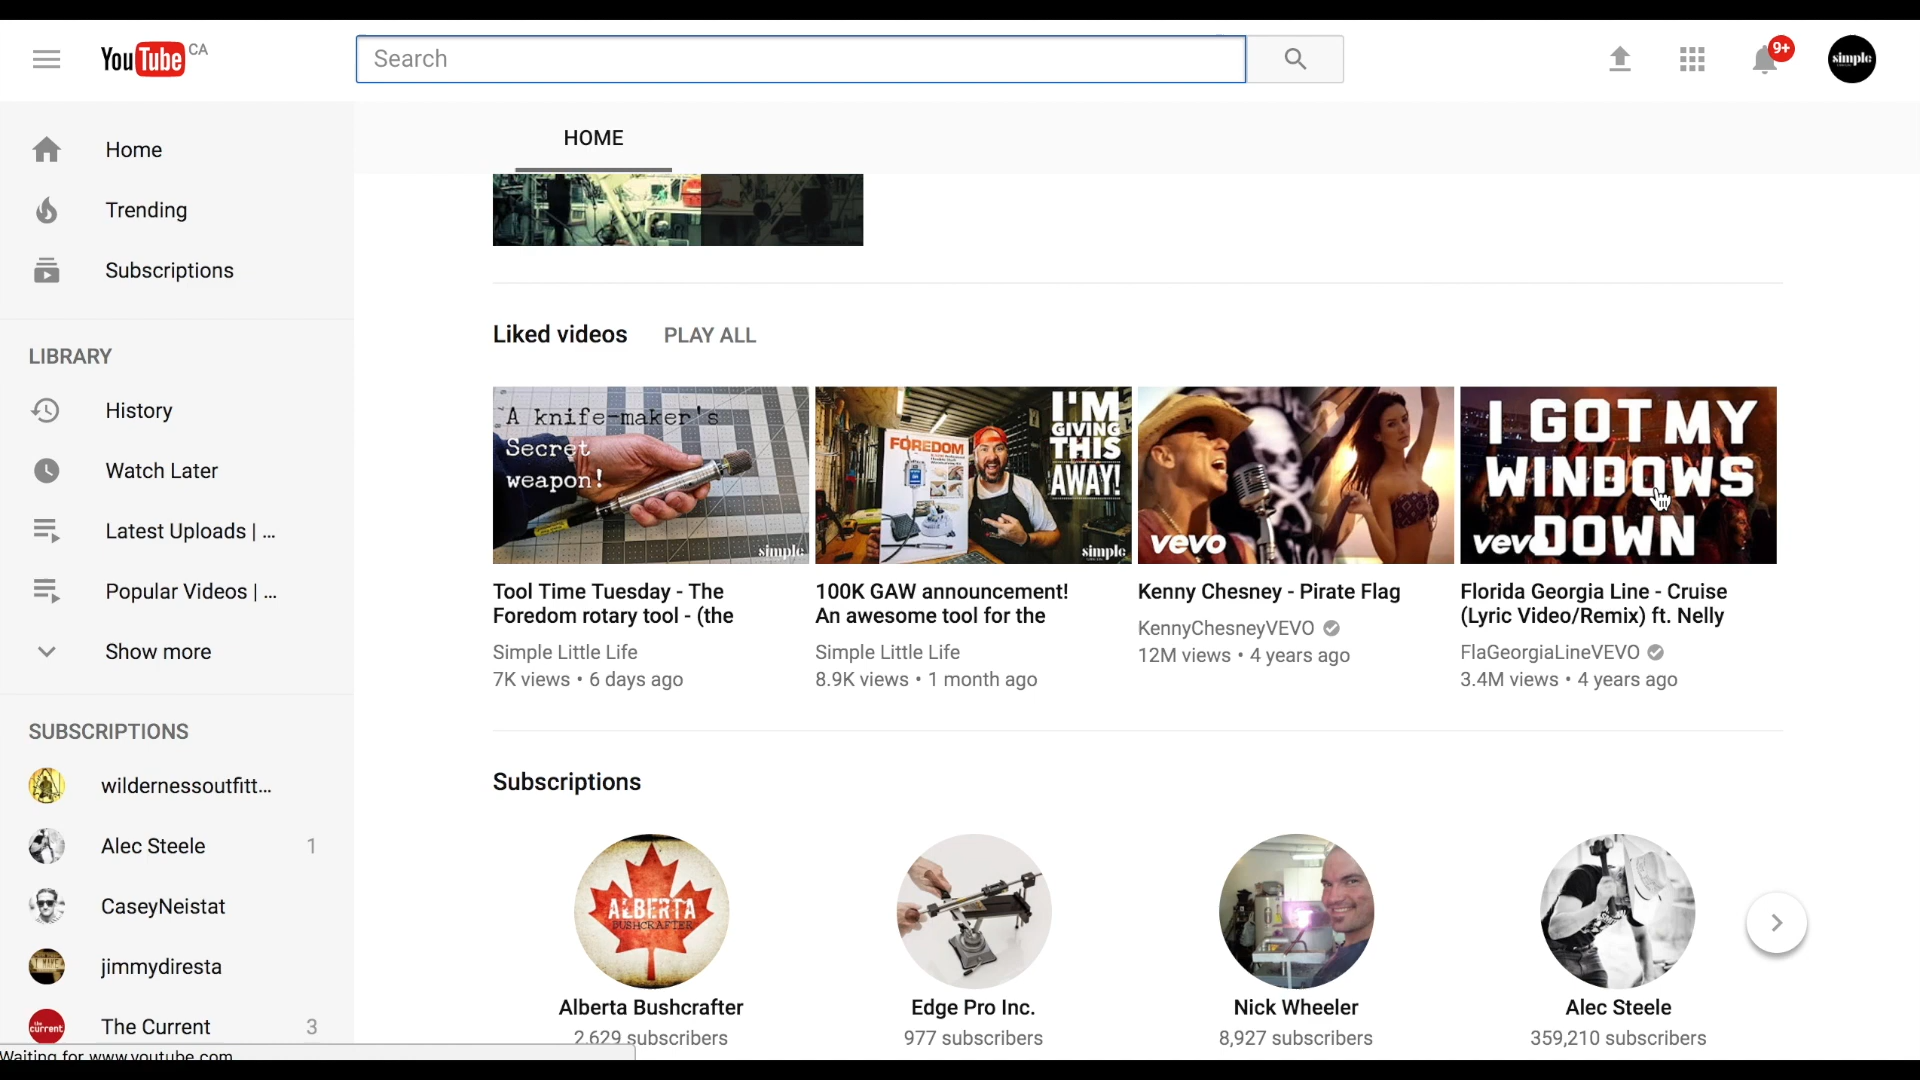 YouTube CA
Search
9+
simple
Home
Trending
Subscriptions
LIBRARY
History
Watch Later
Latest Uploads | ...
Popular Videos | ...
Show more
SUBSCRIPTIONS
wildernessoutfitt...
Alec Steele 1
CaseyNeistat
jimmydiresta
The Current 3
the current
Waiting for www.youtube.com
HOME
Liked videos PLAY ALL
A knife-maker's
Secret
weapon!
simple
FOREDOM
I'M
GIVING
THIS
AWAY!
simple
vevo
I GOT MY
WINDOWS
DOWN
vevo
Tool Time Tuesday - The
Foredom rotary tool - (the
Simple Little Life
7K views • 6 days ago
100K GAW announcement!
An awesome tool for the
Simple Little Life
8.9K views • 1 month ago
Kenny Chesney - Pirate Flag
KennyChesneyVEVO
12M views • 4 years ago
Florida Georgia Line - Cruise
(Lyric Video/Remix) ft. Nelly
FlaGeorgiaLineVEVO
3.4M views • 4 years ago
Subscriptions
ALBERTA
BUSHCRAFTER
Alberta Bushcrafter
2,629 subscribers
Edge Pro Inc.
977 subscribers
Nick Wheeler
8,927 subscribers
Alec Steele
359,210 subscribers